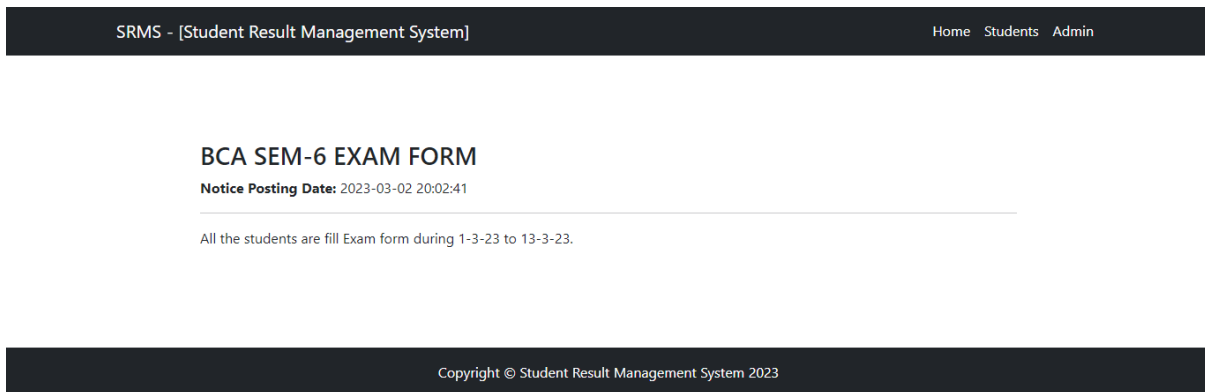 SRMS - [Student Result Management System]
Home Students Admin
BCA SEM-6 EXAM FORM
Notice Posting Date: 2023-03-02 20:02:41
All the students are fill Exam form during 1-3-23 to 13-3-23.
Copyright © Student Result Management System 2023